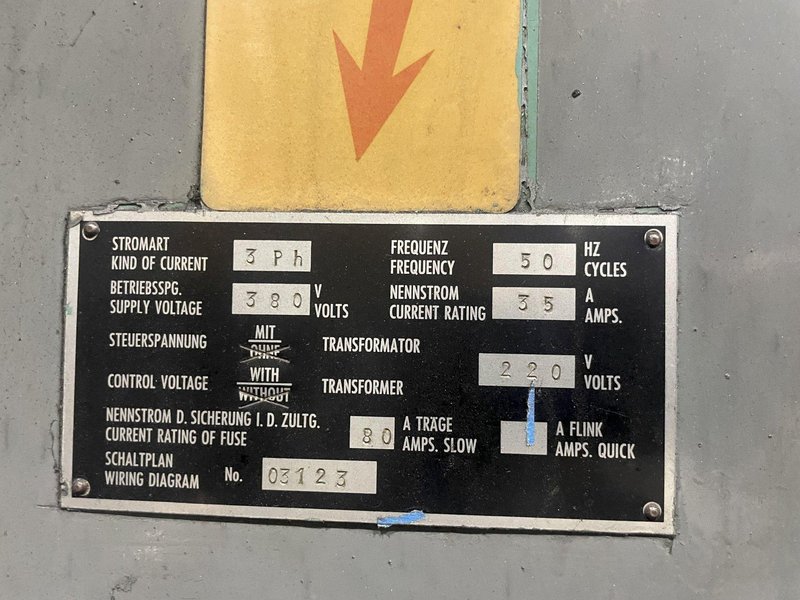 STROMART
KIND OF CURRENT 3 Ph
FREQUENZ
FREQUENCY 50 HZ
CYCLES
BETRIEBSSPG.
SUPPLY VOLTAGE 380 V
VOLTS
NENNSTROM
CURRENT RATING 35 A
AMPS.
STEUERSPANNUNG MIT
OHNE TRANSFORMATOR
CONTROL VOLTAGE WITH
WITHOUT TRANSFORMER
220 V
VOLTS
NENNSTROM D. SICHERUNG I. D. ZULTG.
CURRENT RATING OF FUSE 80 A TRÄGE
AMPS. SLOW
A FLINK
AMPS. QUICK
SCHALTPLAN
WIRING DIAGRAM No. 03123